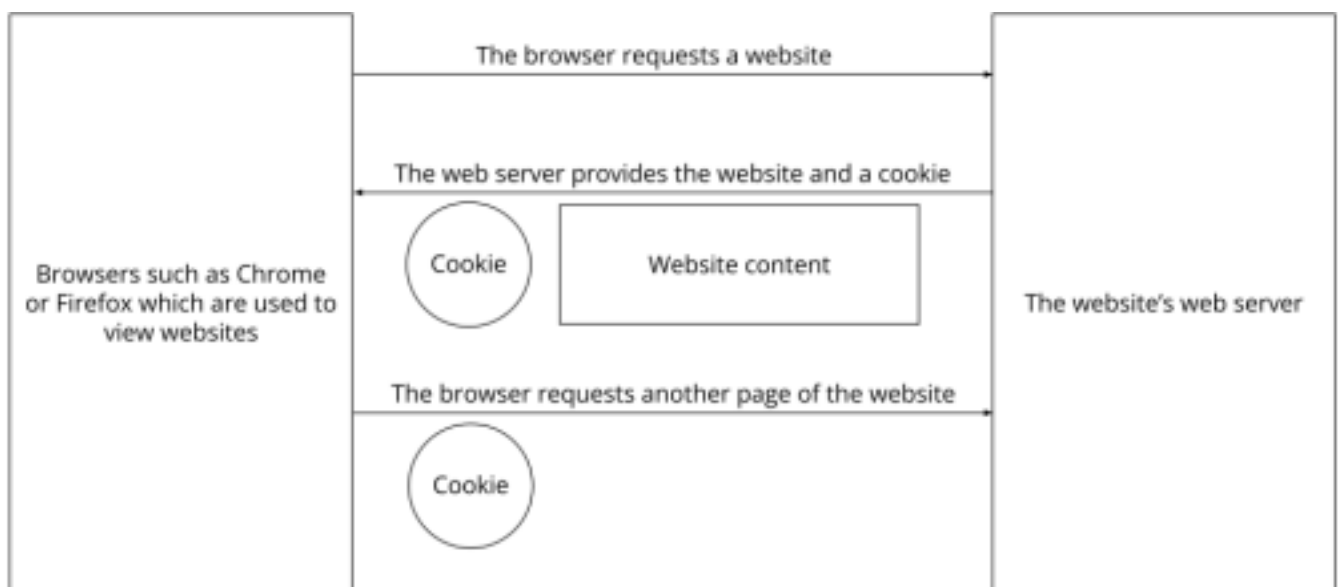 The browser requests a website
The web server provides the website and a cookie
Cookie
Website content
Browsers such as Chrome
or Firefox which are used to
view websites
The website's web server
The browser requests another page of the website
Cookie